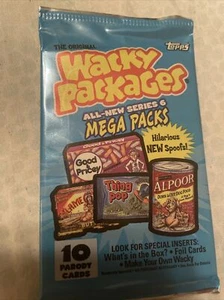 THE ORIGINAL
TOPPS
Wacky
Packages
ALL-NEW SERIES 6
MEGA PACKS
Hilarious
NEW Spoofs!
Good
& Pricey
Thing
Pop
ALPOOR
10
PARODY
CARDS
LOOK FOR SPECIAL INSERTS:
What's in the Box? • Foil Cards
• Make Your Own Wacky